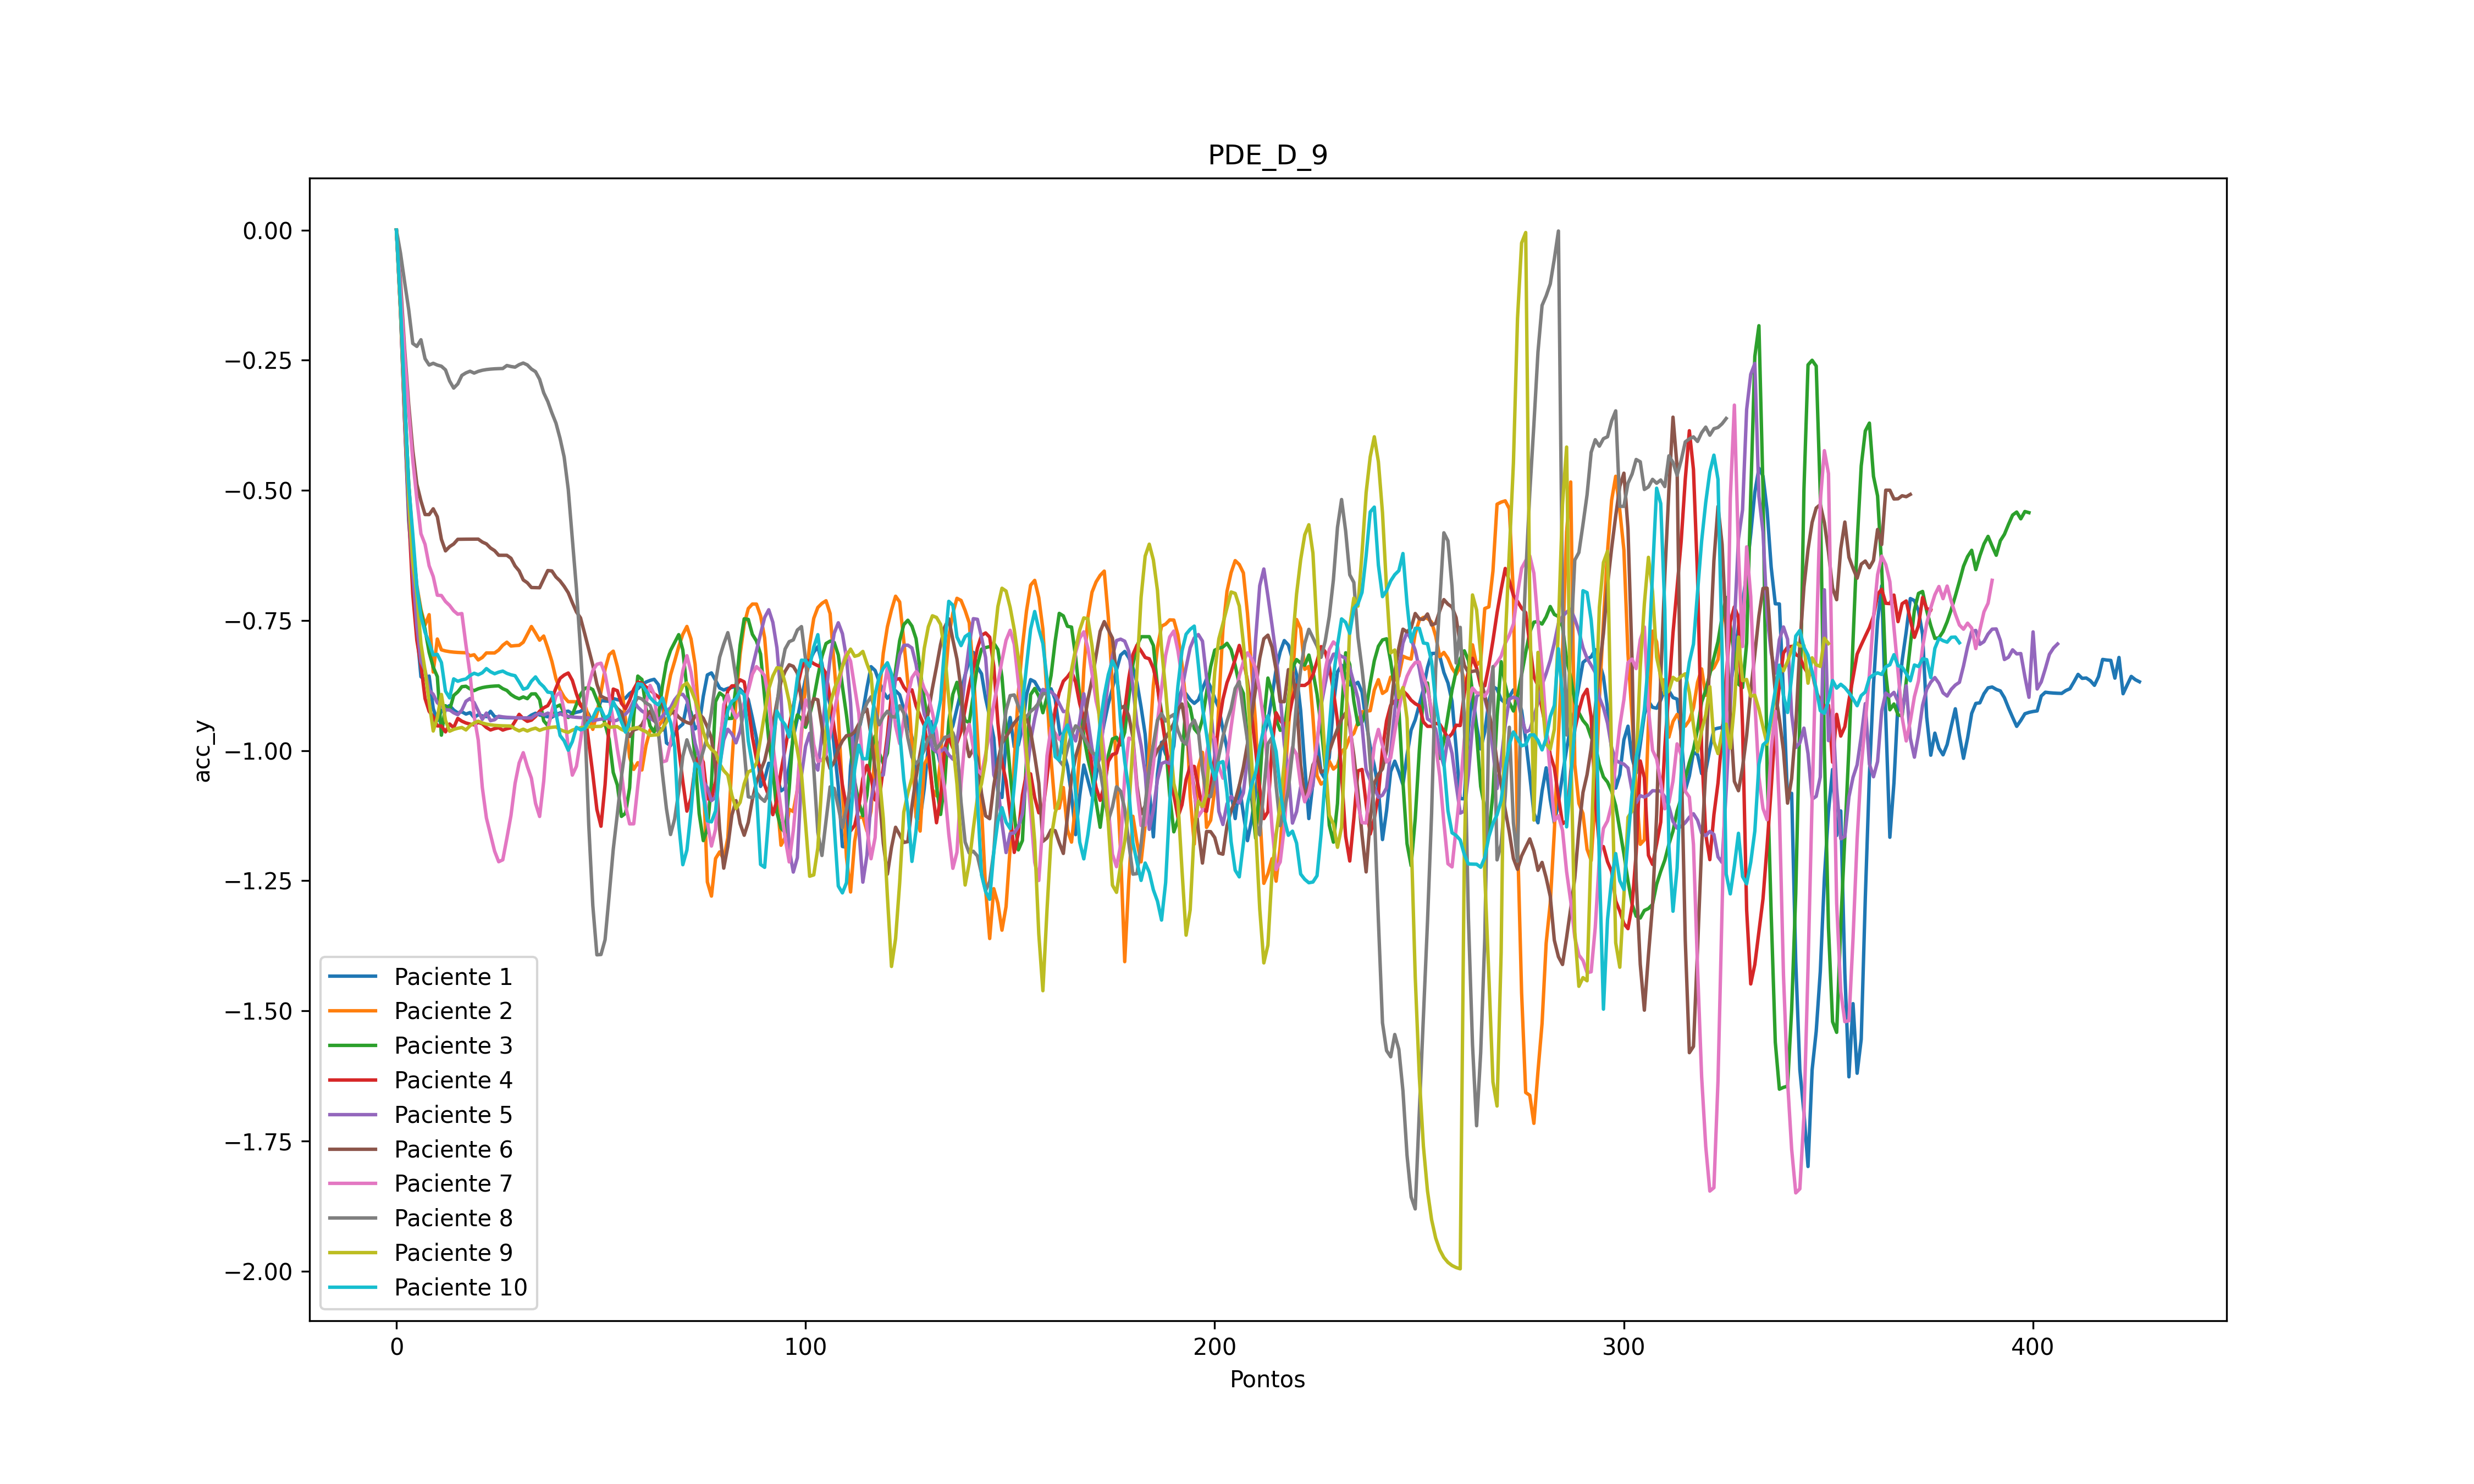 PDE_D_9
0.00
−0.25
−0.50
−0.75
−1.00
−1.25
−1.50
−1.75
−2.00
acc_y
Paciente 1
Paciente 2
Paciente 3
Paciente 4
Paciente 5
Paciente 6
Paciente 7
Paciente 8
Paciente 9
Paciente 10
0 100 200 300 400
Pontos